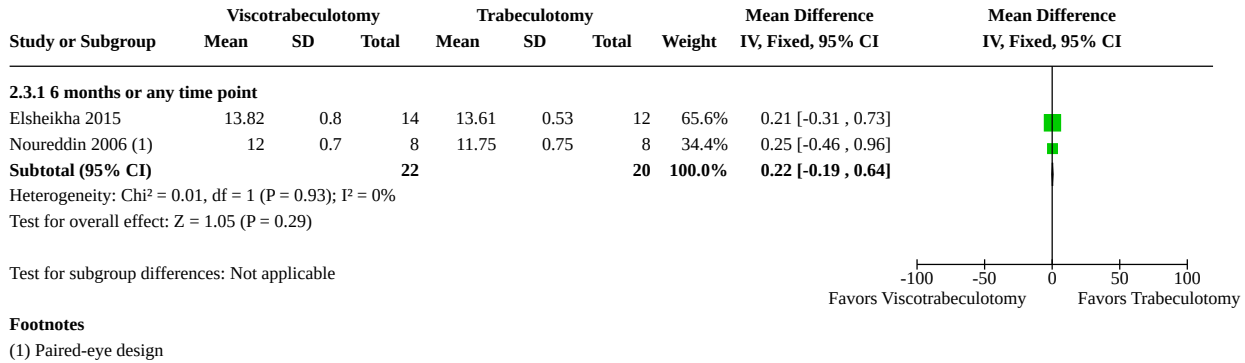 Viscotrabeculotomy Trabeculotomy Mean Difference Mean Difference
Study or Subgroup Mean SD Total Mean SD Total Weight IV, Fixed, 95% CI IV, Fixed, 95% CI
2.3.1 6 months or any time point
Elsheikha 2015 13.82 0.8 14 13.61 0.53 12 65.6% 0.21 [-0.31 , 0.73]
Noureddin 2006 (1) 12 0.7 8 11.75 0.75 8 34.4% 0.25 [-0.46 , 0.96]
Subtotal (95% CI) 22 20 100.0% 0.22 [-0.19 , 0.64]
Heterogeneity: Chi² = 0.01, df = 1 (P = 0.93); I² = 0%
Test for overall effect: Z = 1.05 (P = 0.29)
Test for subgroup differences: Not applicable
-100 -50 0 50 100
Favors Viscotrabeculotomy Favors Trabeculotomy
Footnotes
(1) Paired-eye design